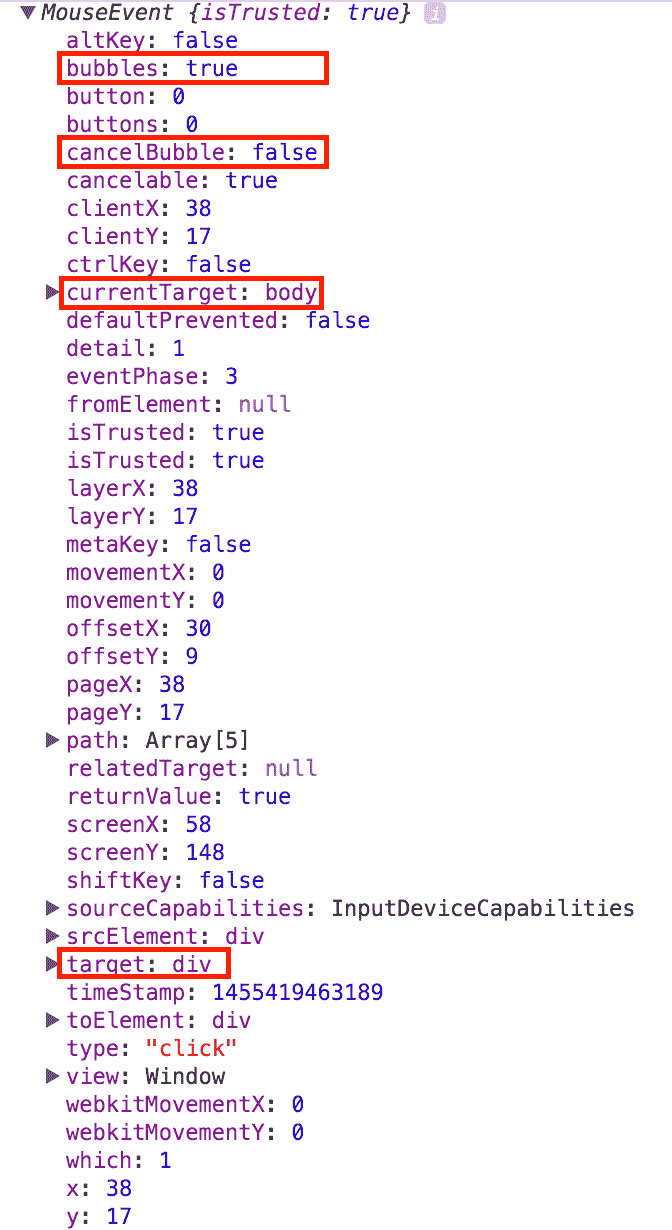 MouseEvent {isTrusted: true} i
altKey: false
bubbles: true
button: 0
buttons: 0
cancelBubble: false
cancelable: true
clientX: 38
clientY: 17
ctrlKey: false
currentTarget: body
defaultPrevented: false
detail: 1
eventPhase: 3
fromElement: null
isTrusted: true
isTrusted: true
layerX: 38
layerY: 17
metaKey: false
movementX: 0
movementY: 0
offsetX: 30
offsetY: 9
pageX: 38
pageY: 17
path: Array[5]
relatedTarget: null
returnValue: true
screenX: 58
screenY: 148
shiftKey: false
sourceCapabilities: InputDeviceCapabilities
srcElement: div
target: div
timeStamp: 1455419463189
toElement: div
type: "click"
view: Window
webkitMovementX: 0
webkitMovementY: 0
which: 1
x: 38
y: 17